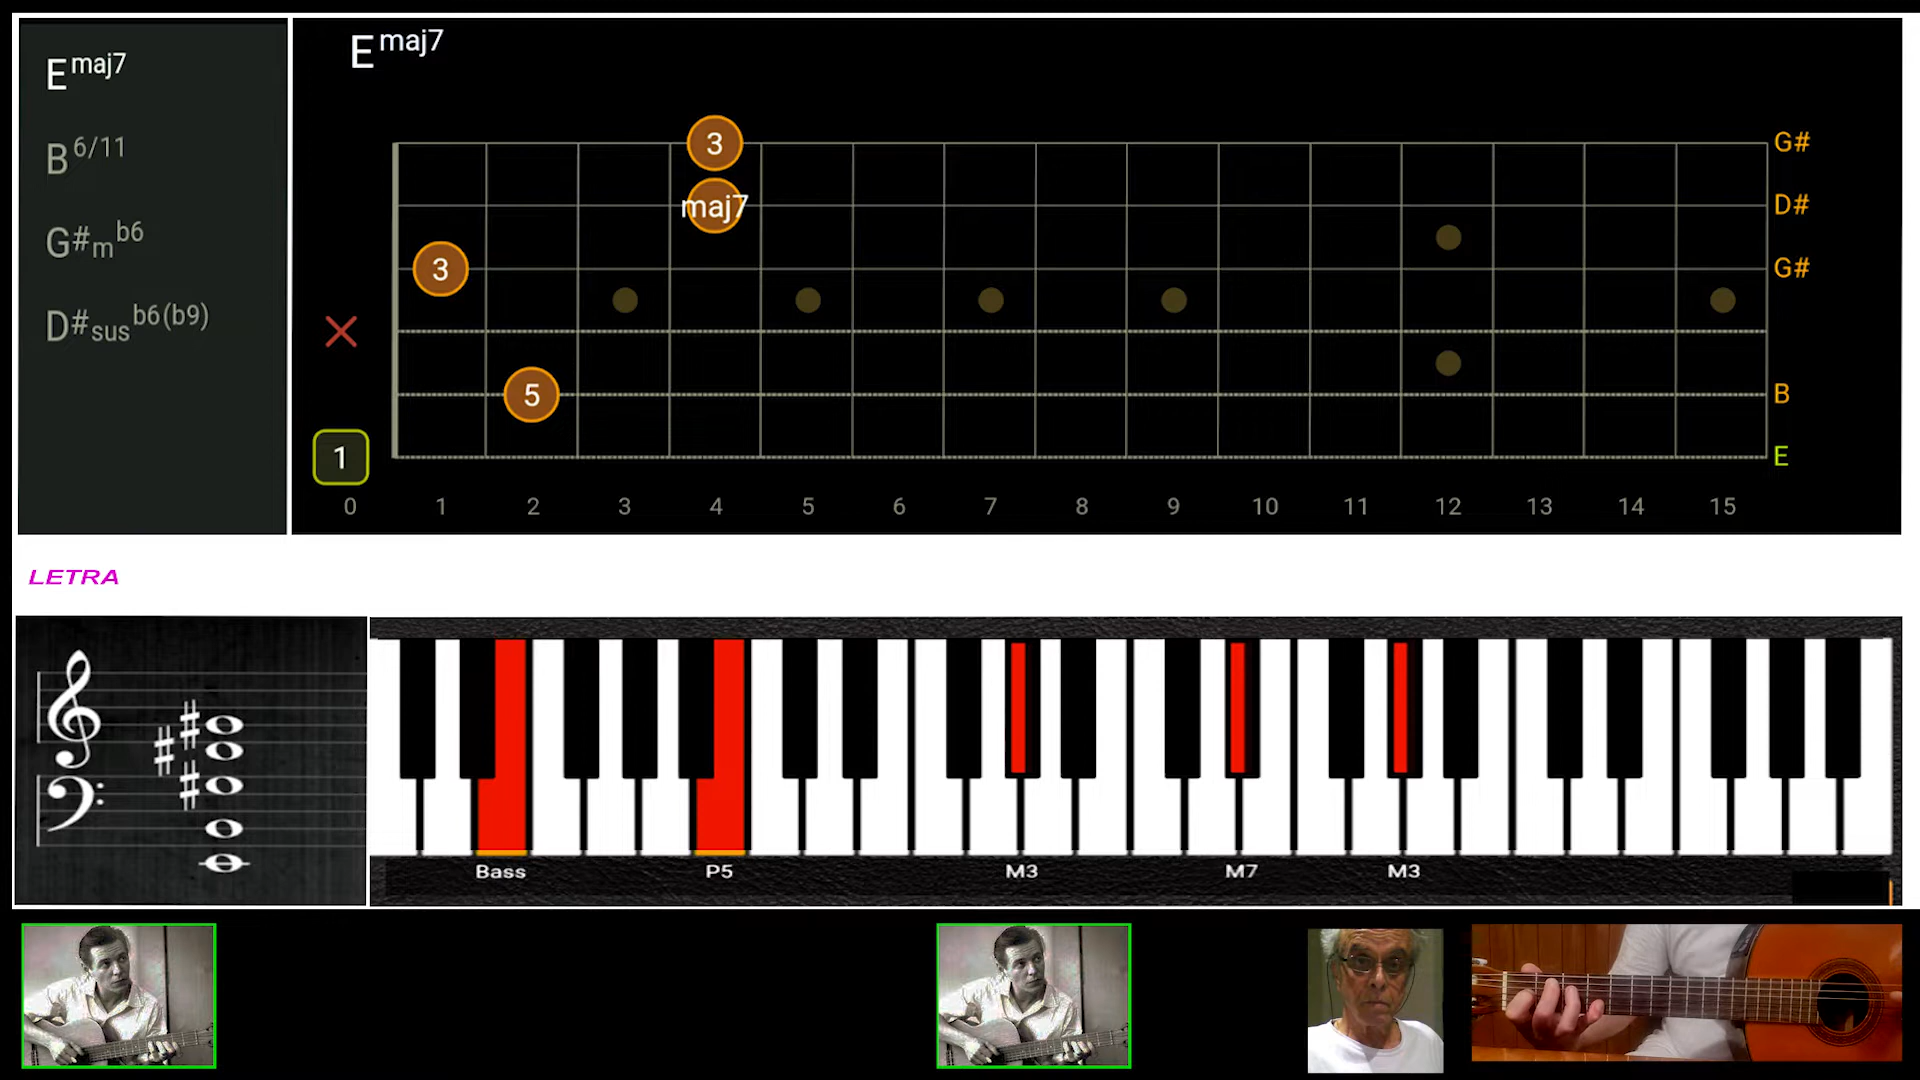 Emaj7
B6/11
G#mb6
D#susb6(b9)
Emaj7
3 G#
maj7 D#
3 G#
5 B
1 E
0 1 2 3 4 5 6 7 8 9 10 11 12 13 14 15
LETRA
Bass P5 M3 M7 M3